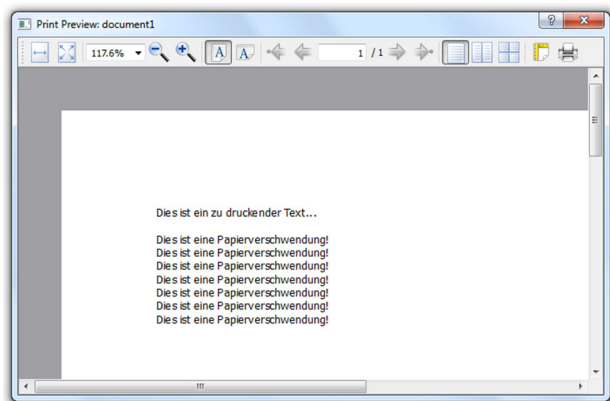 Print Preview: document1
117.6% A A 1 / 1
Dies ist ein zu druckender Text...
Dies ist eine Papierverschwendung!
Dies ist eine Papierverschwendung!
Dies ist eine Papierverschwendung!
Dies ist eine Papierverschwendung!
Dies ist eine Papierverschwendung!
Dies ist eine Papierverschwendung!
Dies ist eine Papierverschwendung!